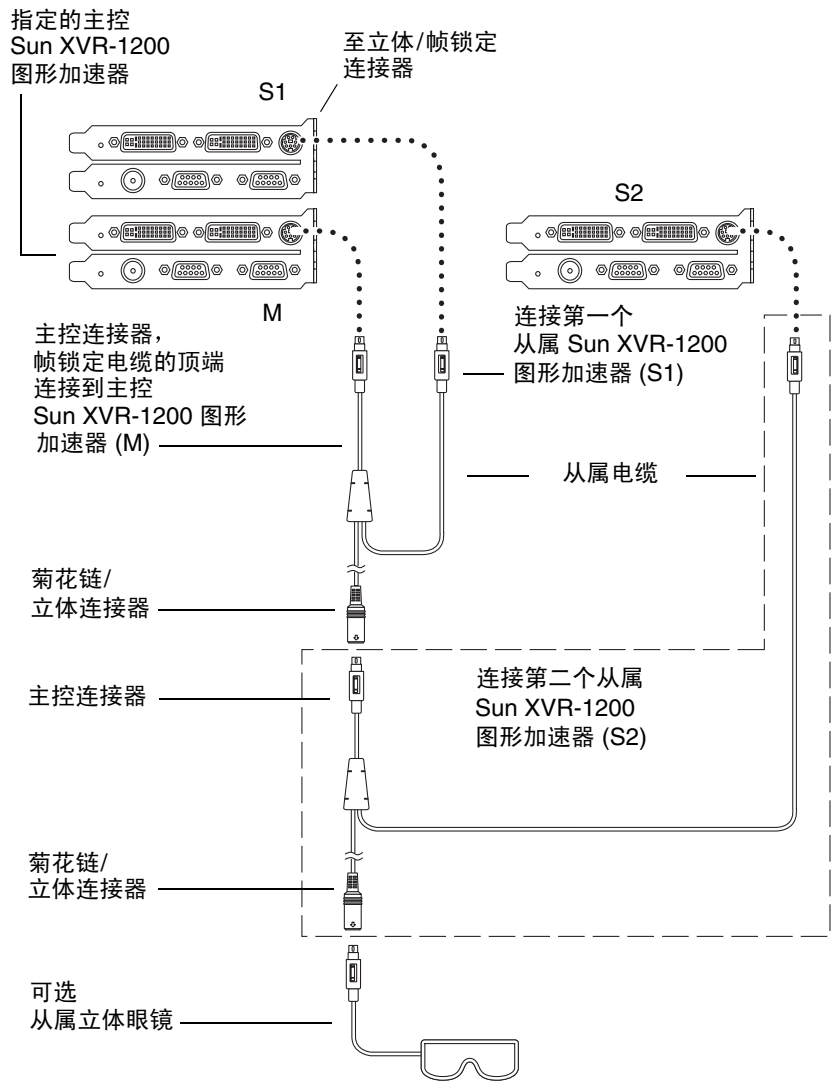 指定的主控
Sun XVR-1200
图形加速器
至立体/帧锁定
连接器
S1
S2
M
主控连接器，
帧锁定电缆的顶端
连接到主控
Sun XVR-1200 图形
加速器 (M)
连接第一个
从属 Sun XVR-1200
图形加速器 (S1)
从属电缆
菊花链/
立体连接器
主控连接器
连接第二个从属
Sun XVR-1200
图形加速器 (S2)
菊花链/
立体连接器
可选
从属立体眼镜